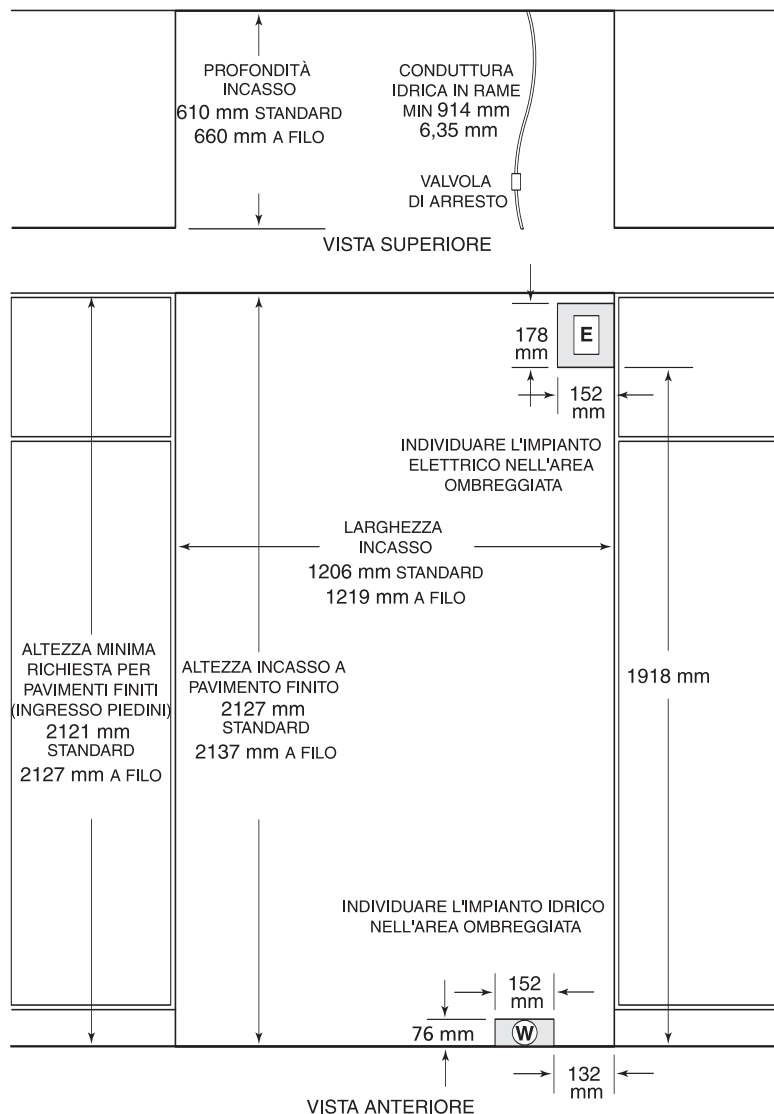 PROFONDITÀ
INCASSO
610 mm STANDARD
660 mm A FILO
CONDUTTURA
IDRICA IN RAME
MIN 914 mm
6,35 mm
VALVOLA
DI ARRESTO
VISTA SUPERIORE
178
mm
E
152
mm
INDIVIDUARE L'IMPIANTO
ELETTRICO NELL'AREA
OMBREGGIATA
LARGHEZZA
INCASSO
1206 mm STANDARD
1219 mm A FILO
ALTEZZA MINIMA
RICHIESTA PER
PAVIMENTI FINITI
(INGRESSO PIEDINI)
2121 mm
STANDARD
2127 mm A FILO
ALTEZZA INCASSO A
PAVIMENTO FINITO
2127 mm
STANDARD
2137 mm A FILO
1918 mm
INDIVIDUARE L'IMPIANTO IDRICO
NELL'AREA OMBREGGIATA
152
mm
76 mm
W
132
mm
VISTA ANTERIORE